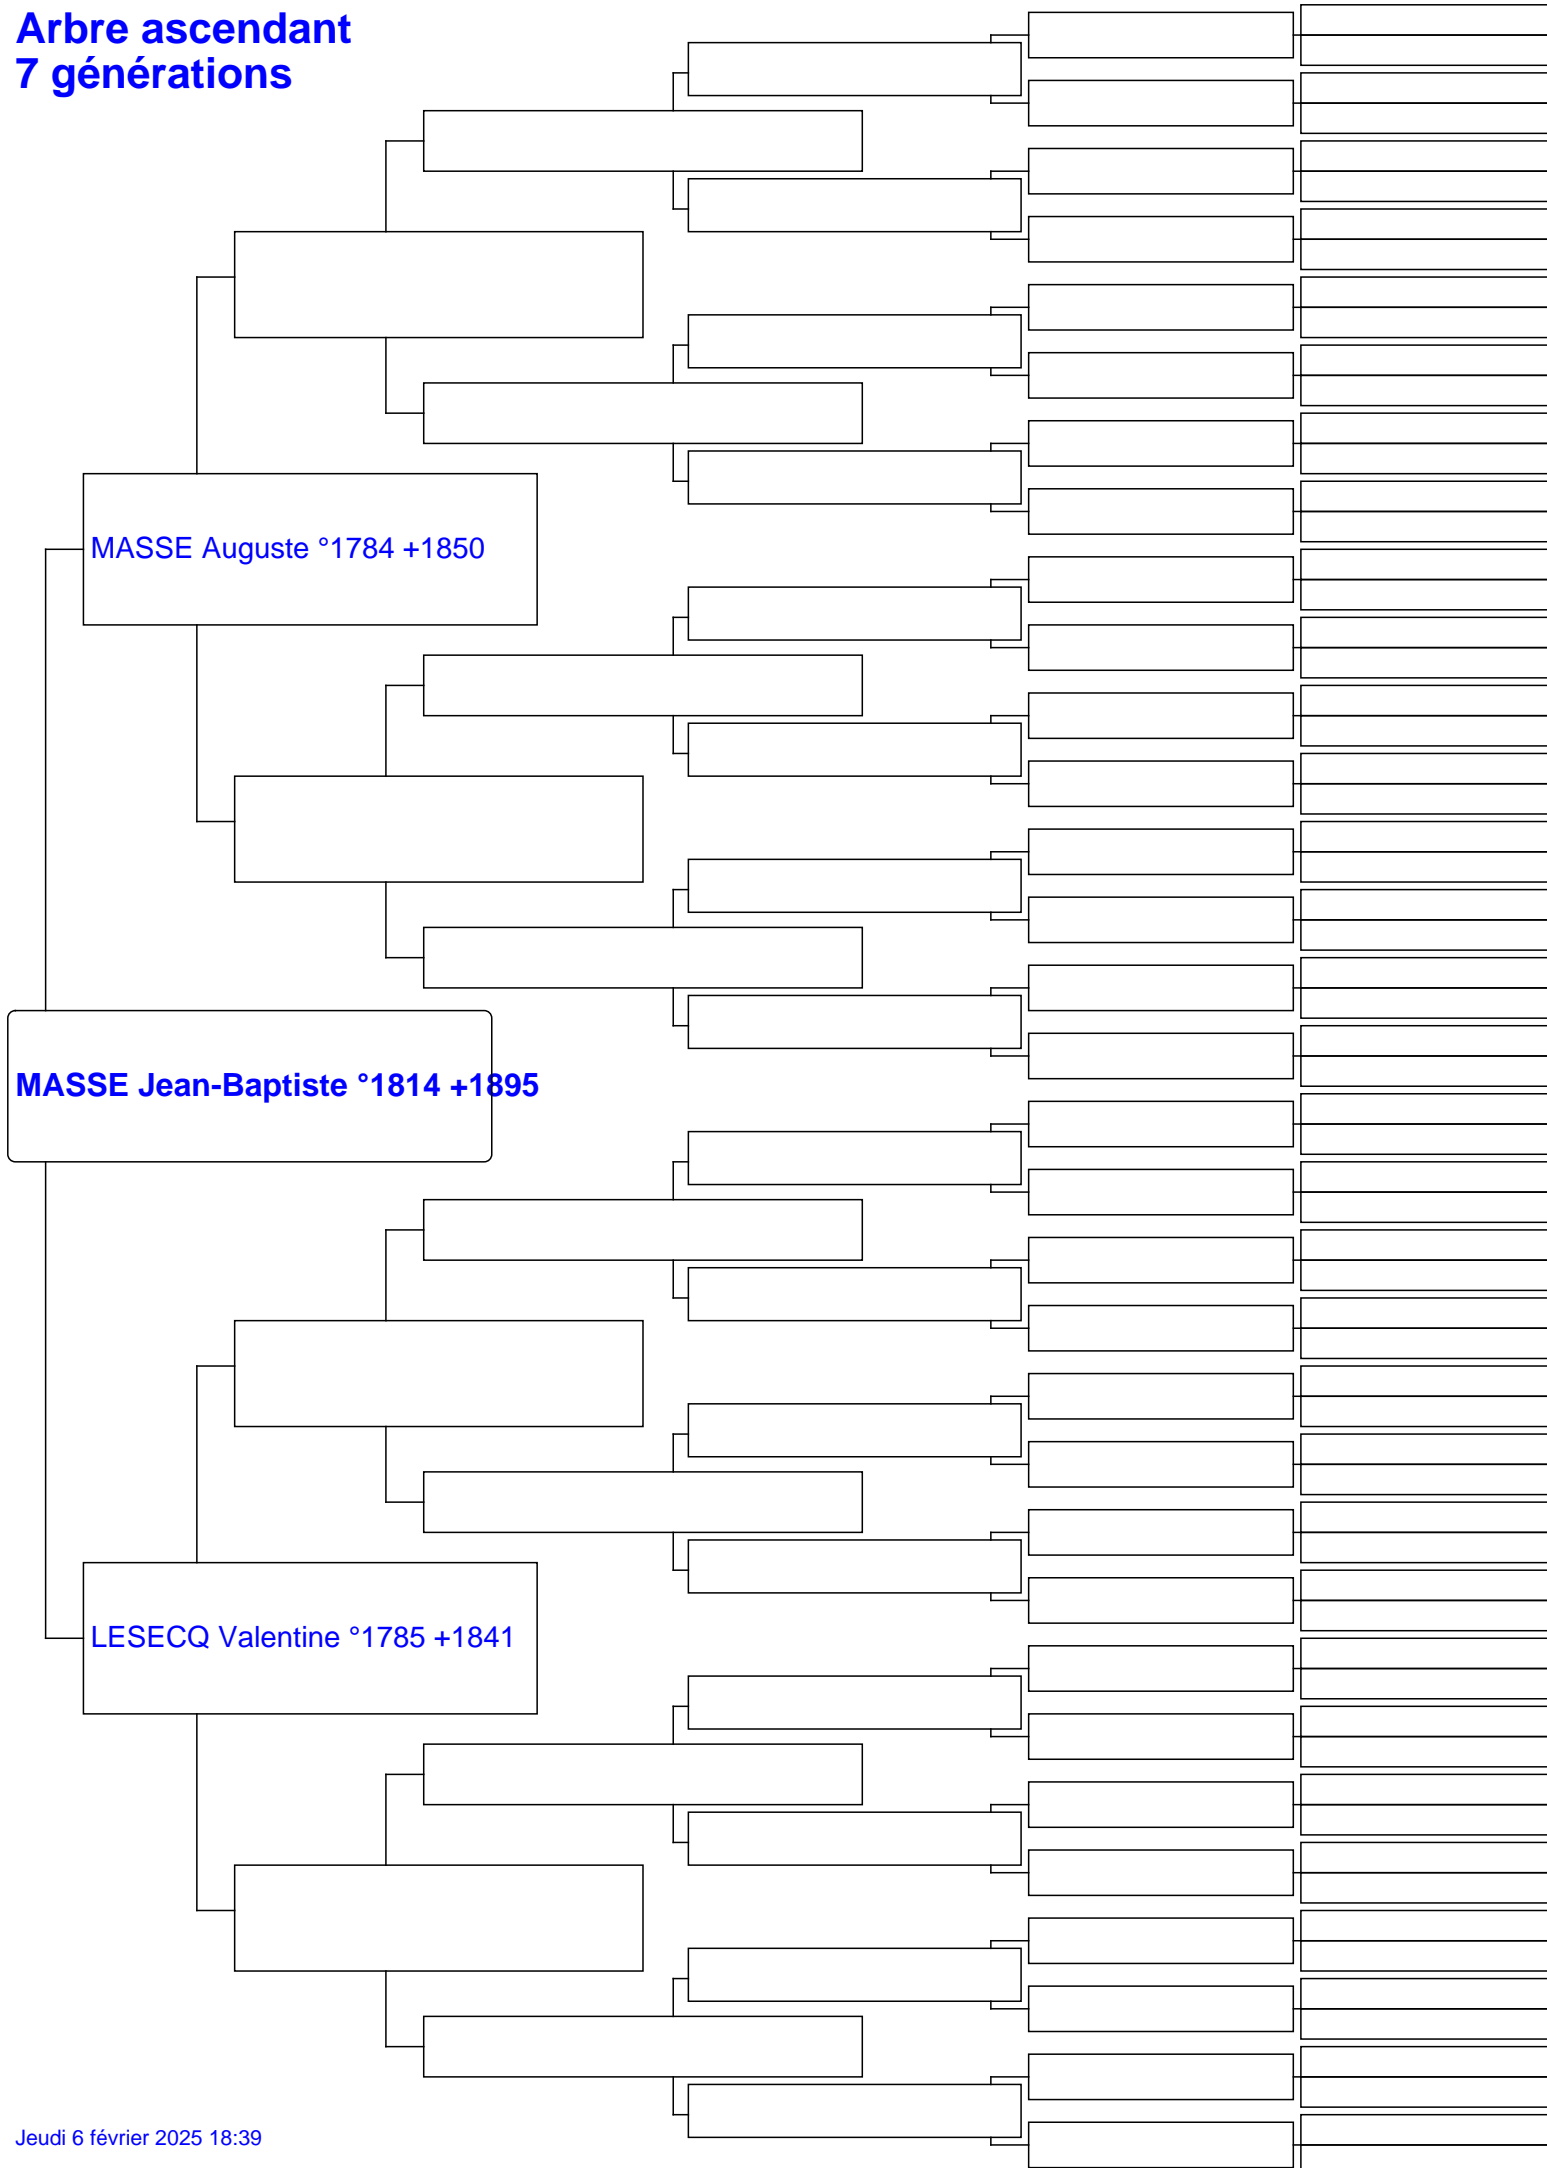 Arbre ascendant
7 générations
MASSE Auguste °1784 +1850
MASSE Jean-Baptiste °1814 +1895
LESECQ Valentine °1785 +1841
Jeudi 6 février 2025 18:39